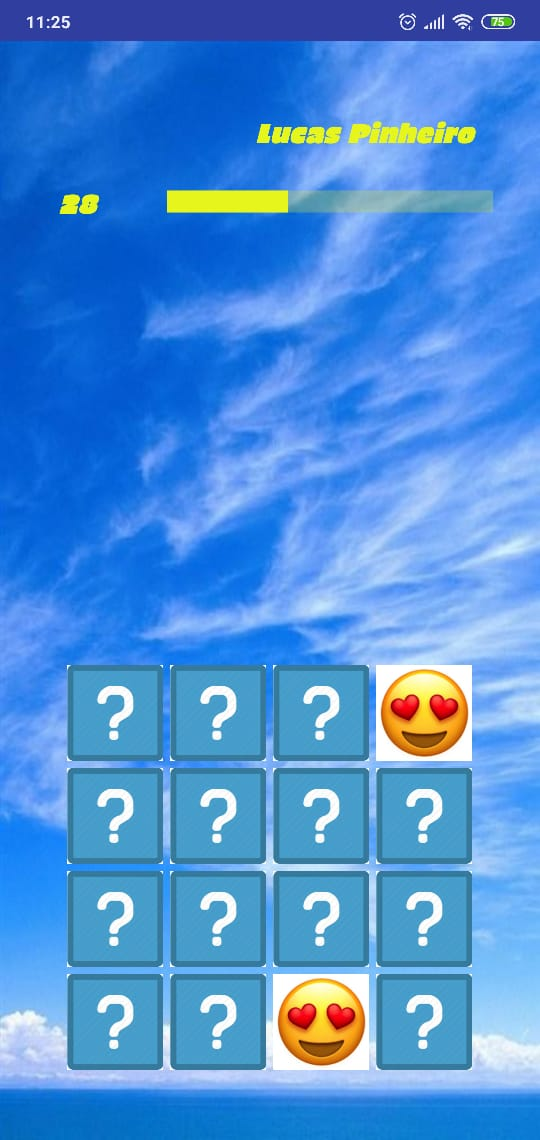 11:25
75
Lucas Pinheiro
28
? ? ?
? ? ? ?
? ? ? ?
? ? ?